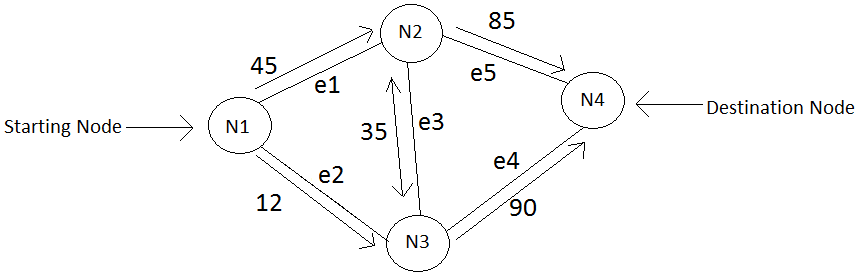 N2
85
45
e1
e5
Starting Node
N1
N4
Destination Node
35
e3
e2
e4
12
90
N3